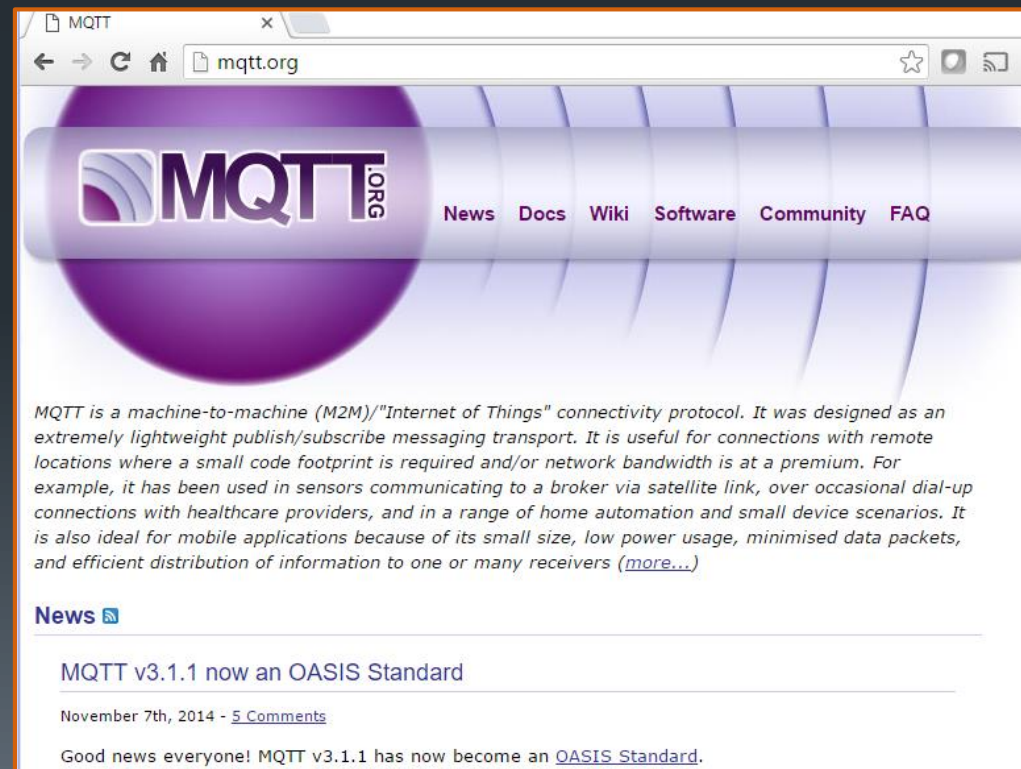 MQTT
mqtt.org
MQTT.ORG
News Docs Wiki Software Community FAQ
MQTT is a machine-to-machine (M2M)/"Internet of Things" connectivity protocol. It was designed as an
extremely lightweight publish/subscribe messaging transport. It is useful for connections with remote
locations where a small code footprint is required and/or network bandwidth is at a premium. For
example, it has been used in sensors communicating to a broker via satellite link, over occasional dial-up
connections with healthcare providers, and in a range of home automation and small device scenarios. It
is also ideal for mobile applications because of its small size, low power usage, minimised data packets,
and efficient distribution of information to one or many receivers (more...)
News
MQTT v3.1.1 now an OASIS Standard
November 7th, 2014 - 5 Comments
Good news everyone! MQTT v3.1.1 has now become an OASIS Standard.